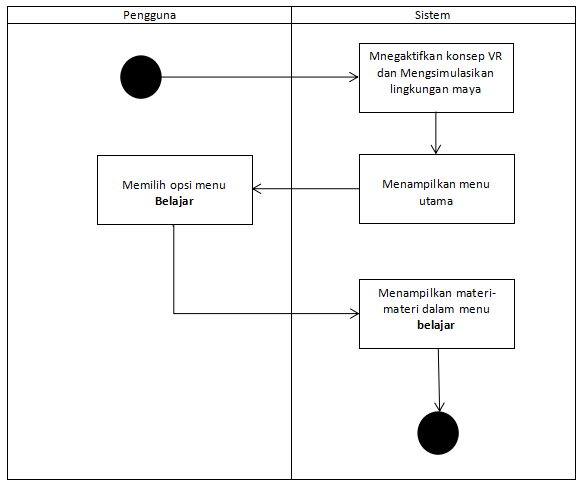 Pengguna
Sistem
Mnegaktifkan konsep VR
dan Mengsimulasikan
lingkungan maya
Memilih opsi menu
Belajar
Menampilkan menu
utama
Menampilkan materi-
materi dalam menu
belajar